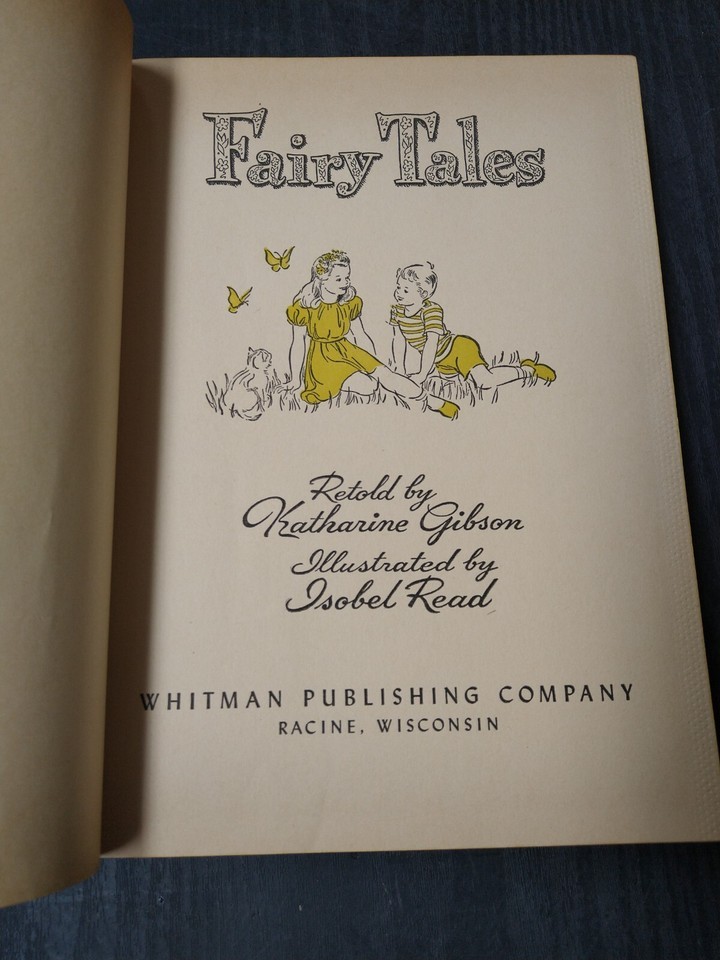 Fairy Tales
Retold by
Katharine Gibson
Illustrated by
Isobel Read
WHITMAN PUBLISHING COMPANY
RACINE, WISCONSIN